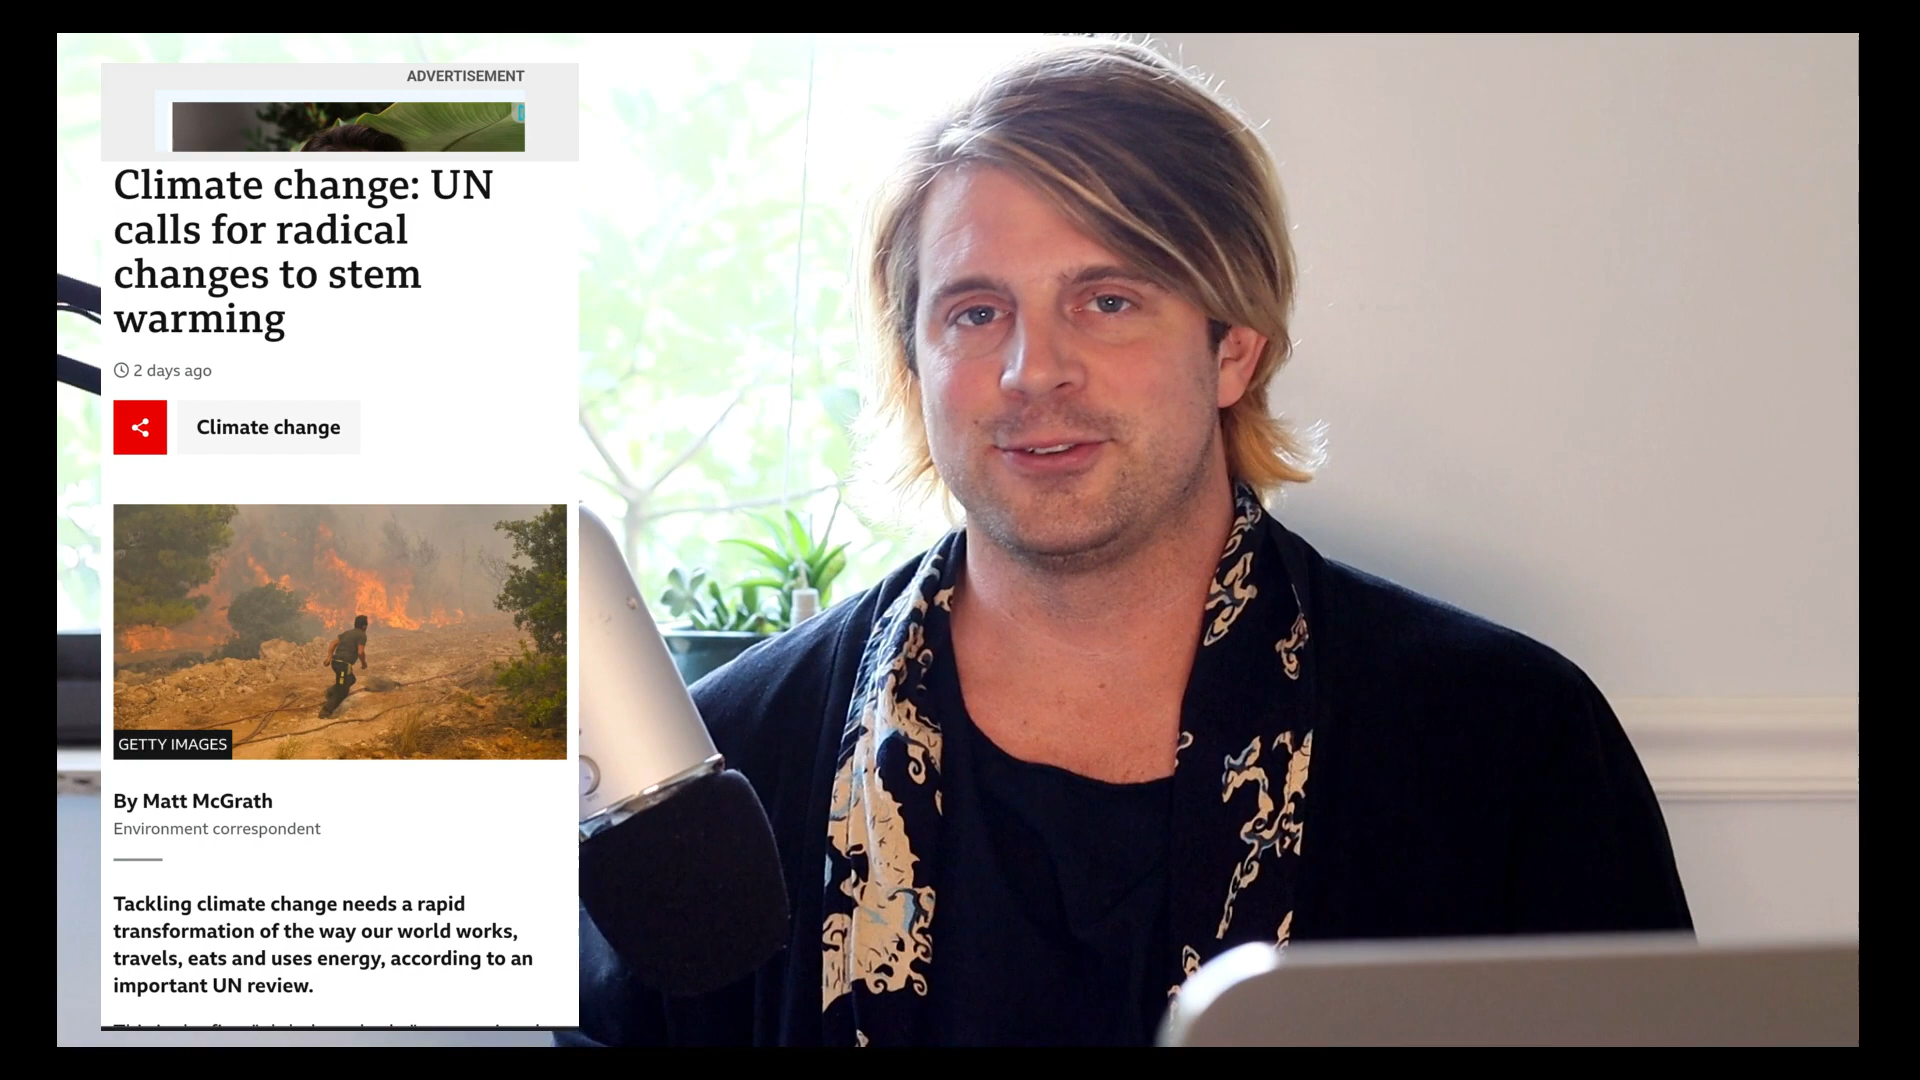 ADVERTISEMENT
Climate change: UN
calls for radical
changes to stem
warming
2 days ago
Climate change
GETTY IMAGES
By Matt McGrath
Environment correspondent
Tackling climate change needs a rapid
transformation of the way our world works,
travels, eats and uses energy, according to an
important UN review.